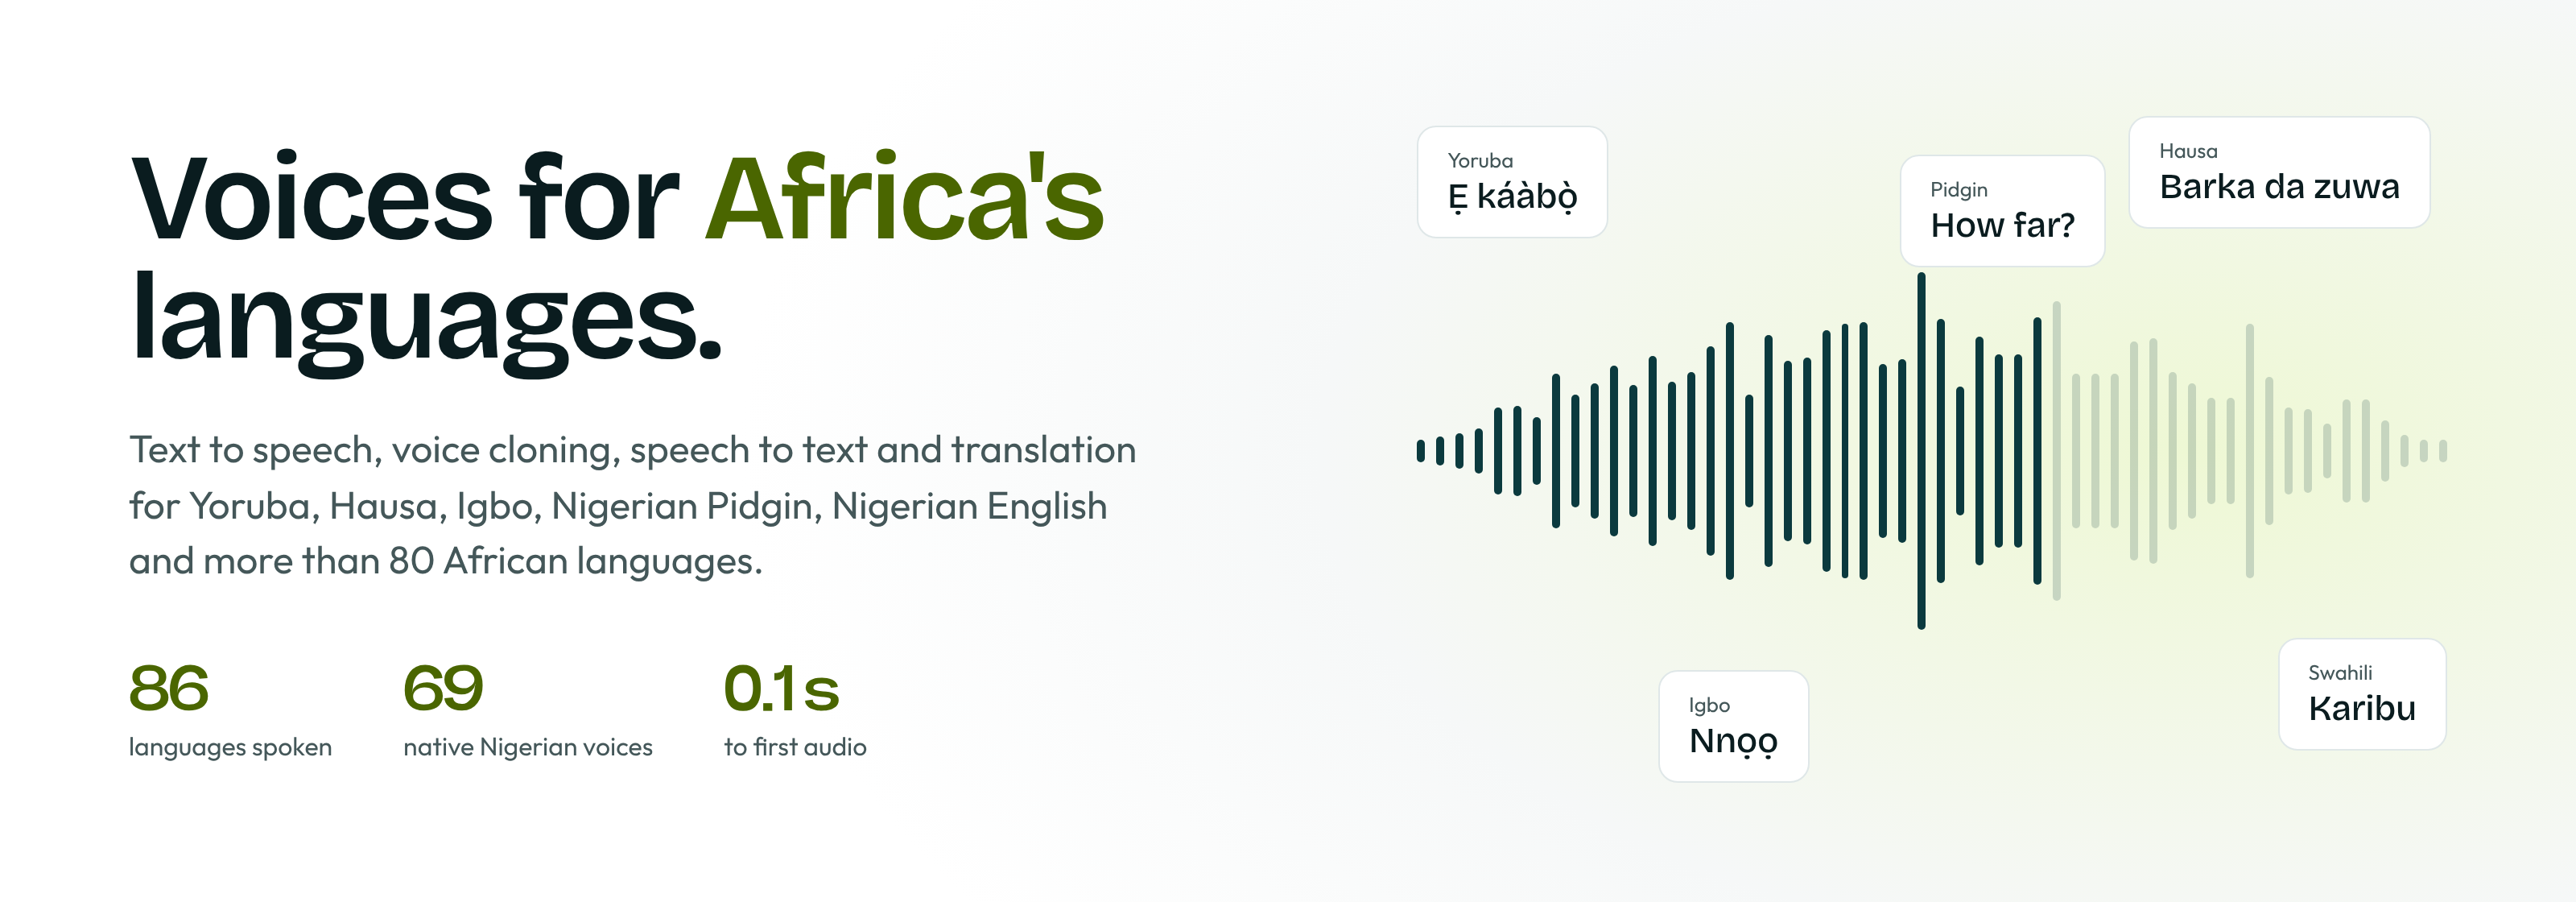 Voices for Africa's
languages.
Text to speech, voice cloning, speech to text and translation
for Yoruba, Hausa, Igbo, Nigerian Pidgin, Nigerian English
and more than 80 African languages.
86
languages spoken
69
native Nigerian voices
0.1s
to first audio
Yoruba
Ẹ káàbọ̀
Pidgin
How far?
Hausa
Barka da zuwa
Igbo
Nnọọ
Swahili
Karibu